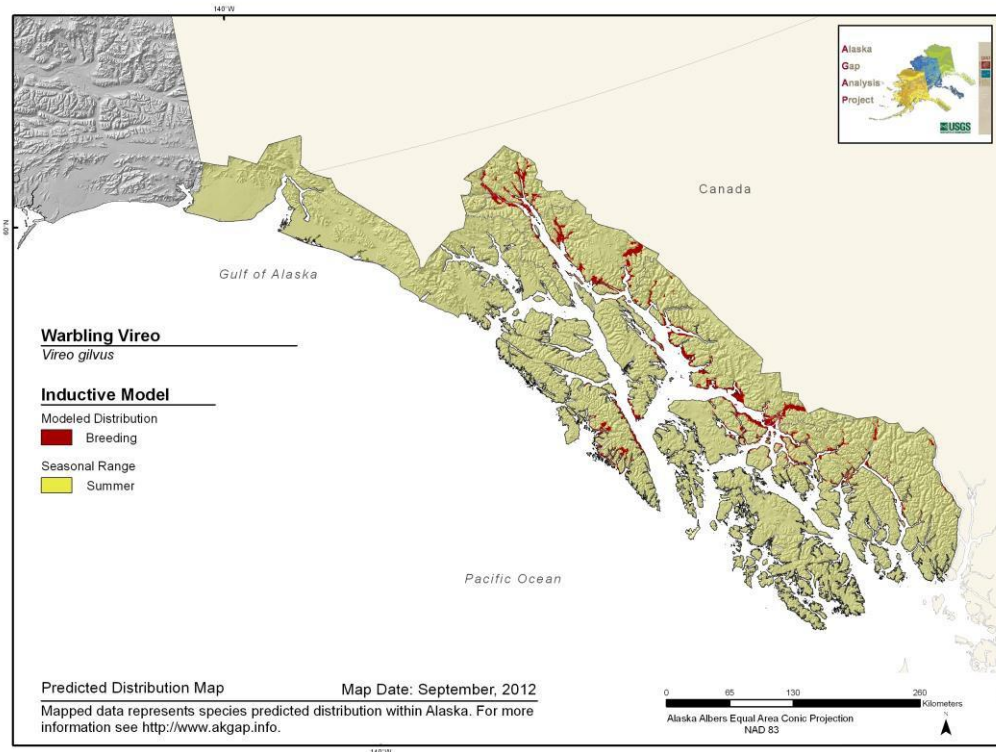 140°W
Alaska
Gap
Analysis
Project
USGS
Canada
60°N
Gulf of Alaska
Warbling Vireo
Vireo gilvus
Inductive Model
Modeled Distribution
Breeding
Seasonal Range
Summer
Pacific Ocean
Predicted Distribution Map Map Date: September, 2012
Mapped data represents species predicted distribution within Alaska. For more
information see http://www.akgap.info.
0 65 130 260
Kilometers
Alaska Albers Equal Area Conic Projection
NAD 83
N
140°W